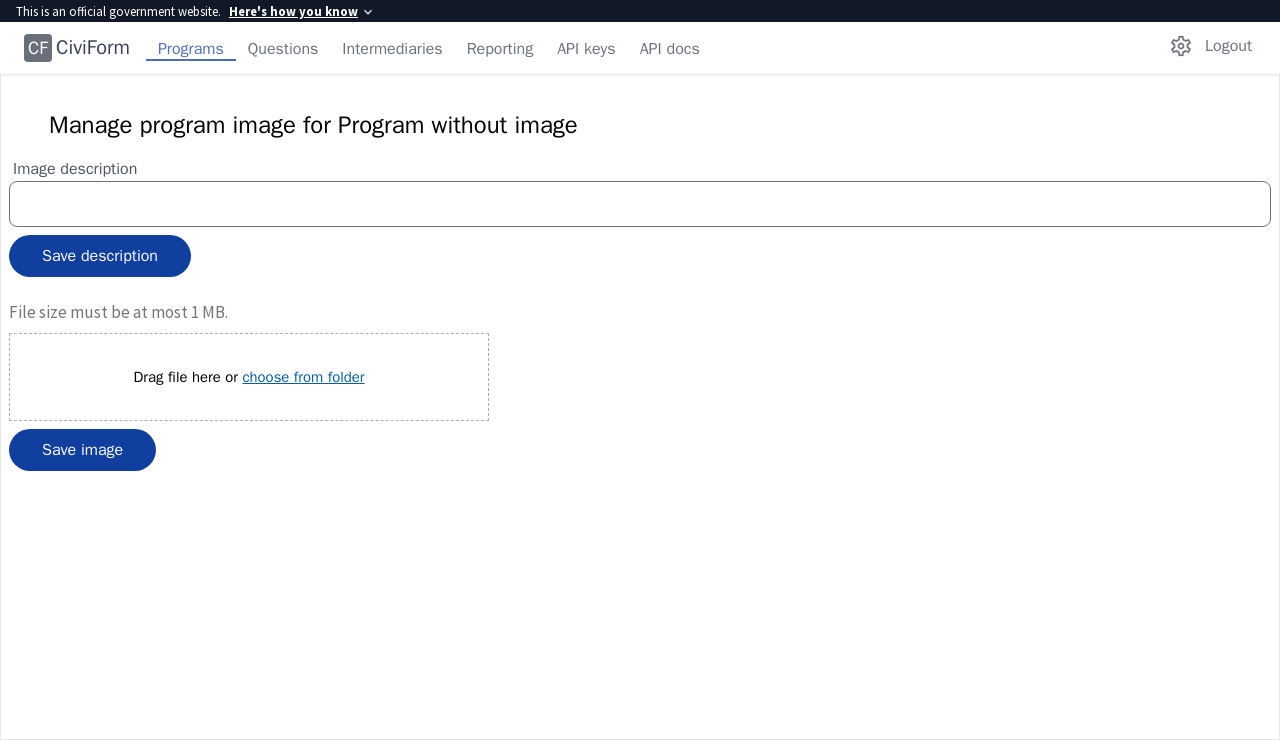 This is an official government website. Here's how you know
CF CiviForm Programs Questions Intermediaries Reporting API keys API docs Logout
Manage program image for Program without image
Image description
Save description
File size must be at most 1 MB.
Drag file here or choose from folder
Save image